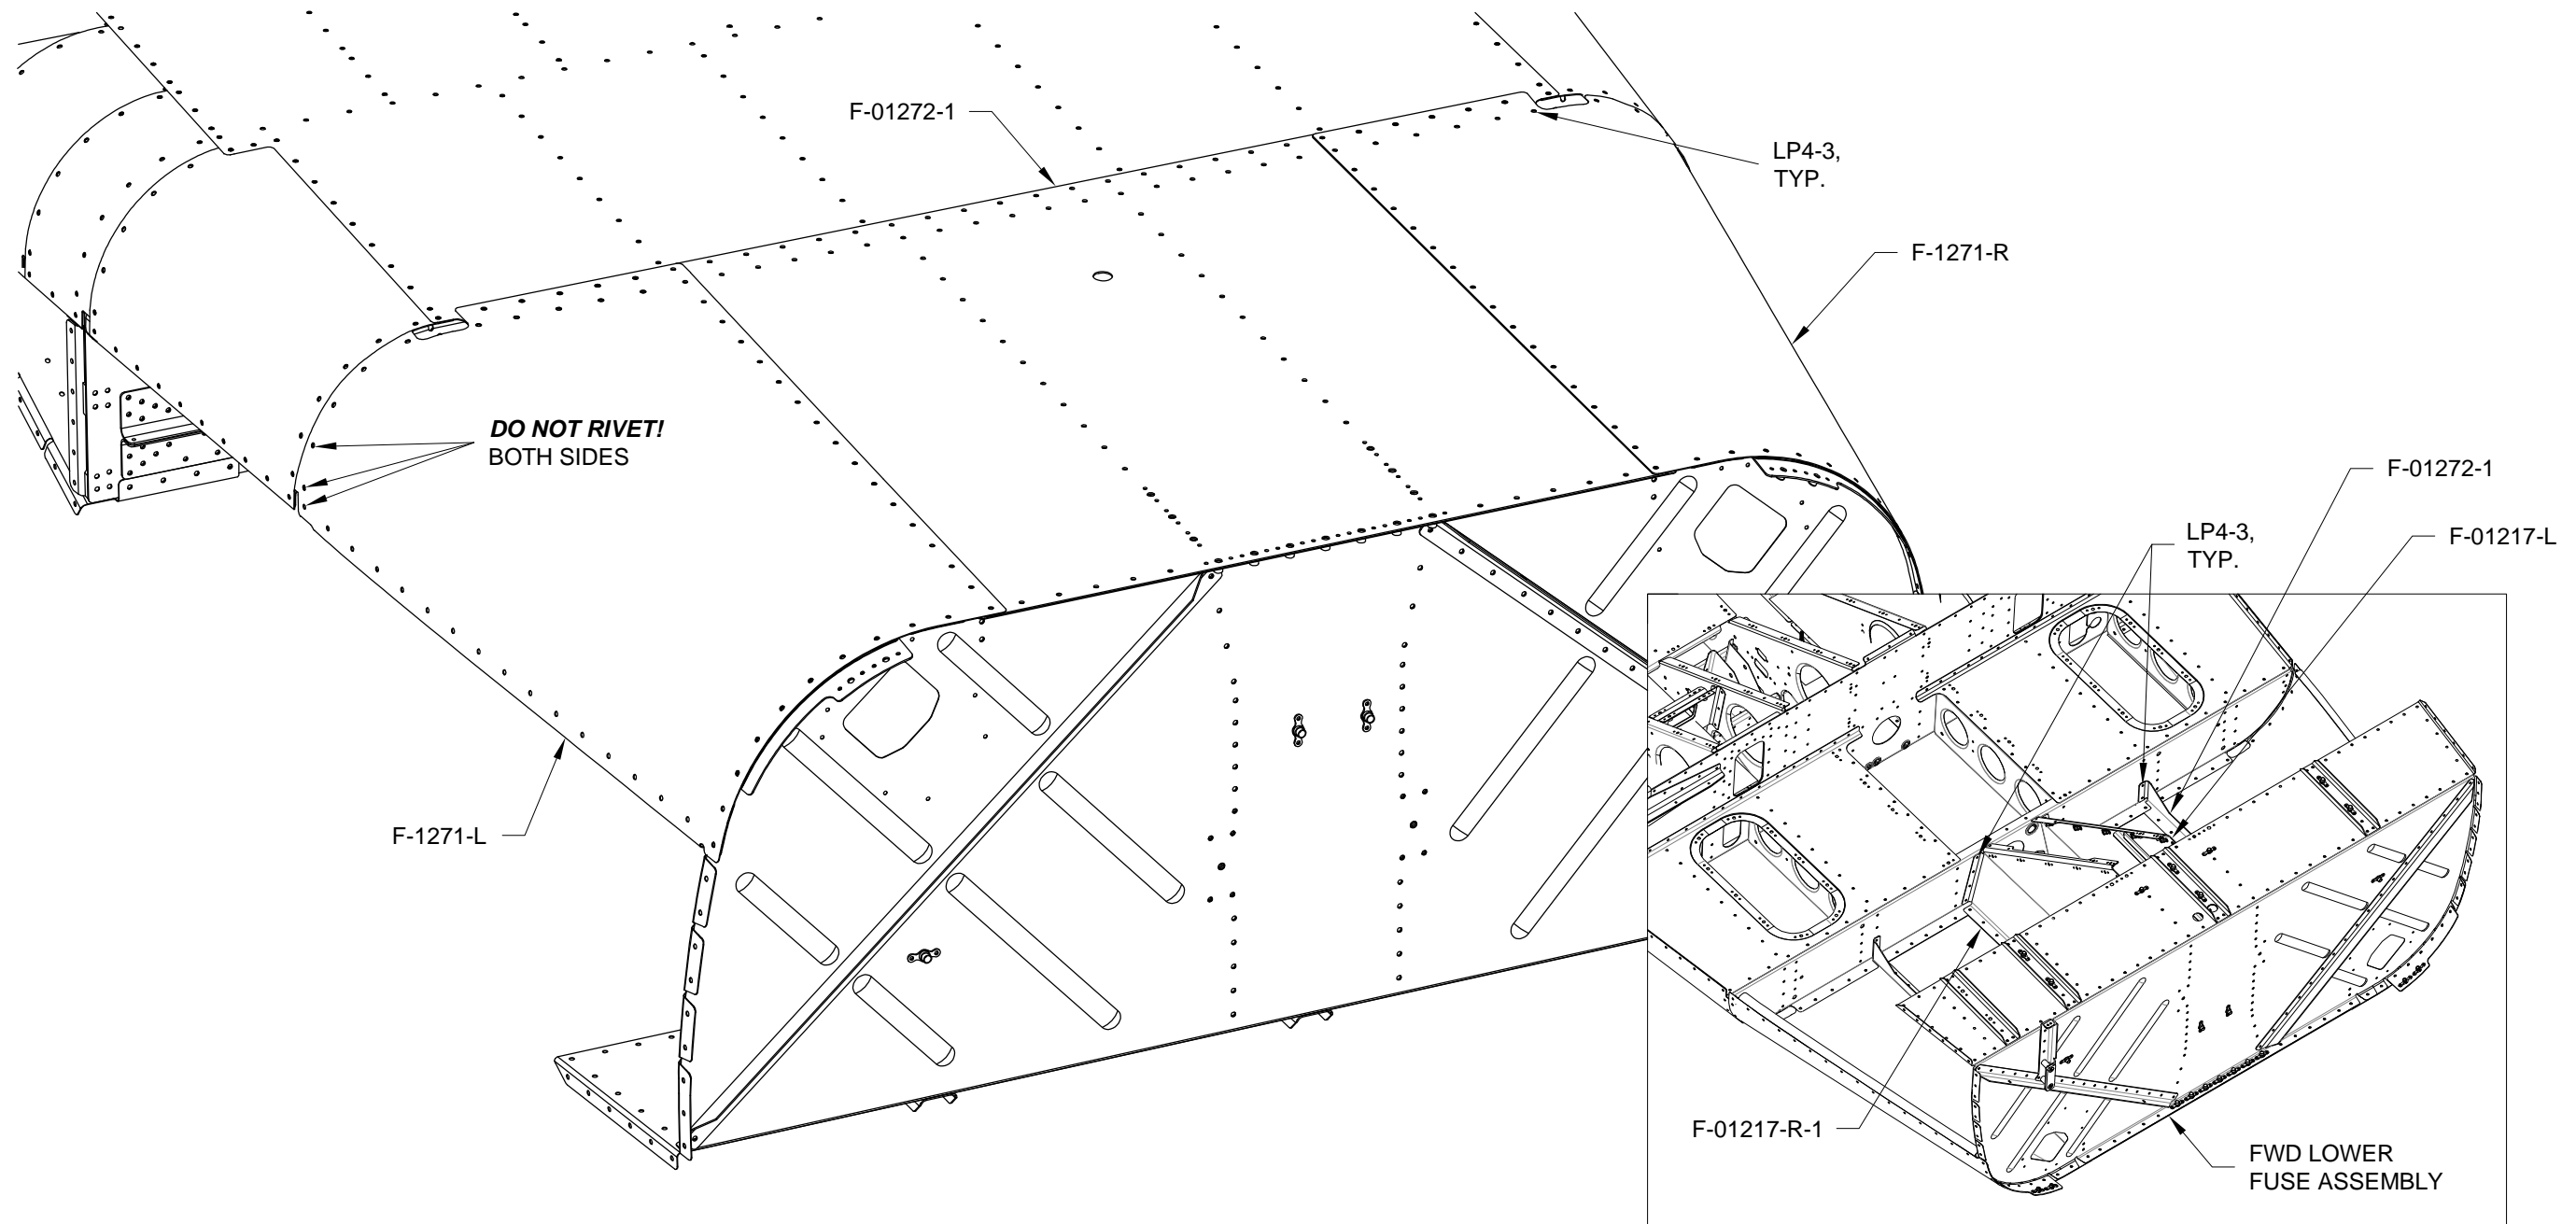 F-01272-1
LP4-3,
TYP.
F-1271-R
DO NOT RIVET!
BOTH SIDES
F-01272-1
LP4-3,
TYP.
F-01217-L
F-1271-L
F-01217-R-1
FWD LOWER
FUSE ASSEMBLY